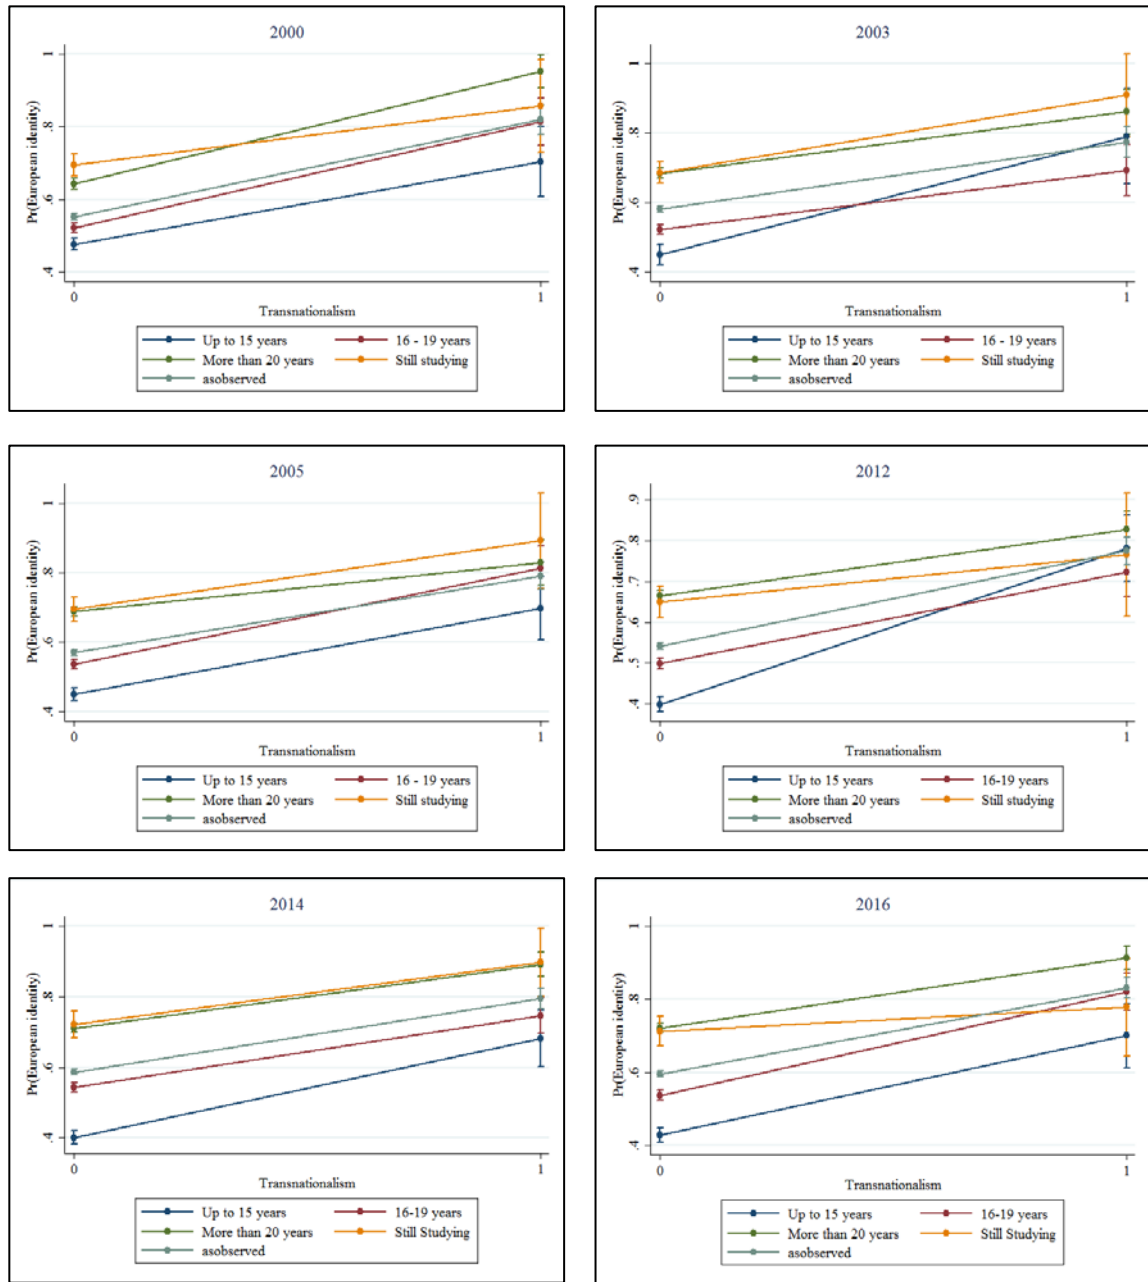 2000
Pr(European identity)
1
.8
.6
.4
0 1
Transnationalism
Up to 15 years 16 - 19 years
More than 20 years Still studying
asobserved
2003
Pr(European identity)
1
.8
.6
.4
0 1
Transnationalism
Up to 15 years 16 - 19 years
More than 20 years Still studying
asobserved
2005
Pr(European identity)
1
.8
.6
.4
0 1
Transnationalism
Up to 15 years 16 - 19 years
More than 20 years Still studying
asobserved
2012
Pr(European identity)
.9
.8
.7
.6
.5
.4
0 1
Transnationalism
Up to 15 years 16-19 years
More than 20 years Still studying
asobserved
2014
Pr(European identity)
1
.8
.6
.4
0 1
Transnationalism
Up to 15 years 16-19 years
More than 20 years Still Studying
asobserved
2016
Pr(European identity)
1
.8
.6
.4
0 1
Transnationalism
Up to 15 years 16-19 years
More than 20 years Still Studying
asobserved